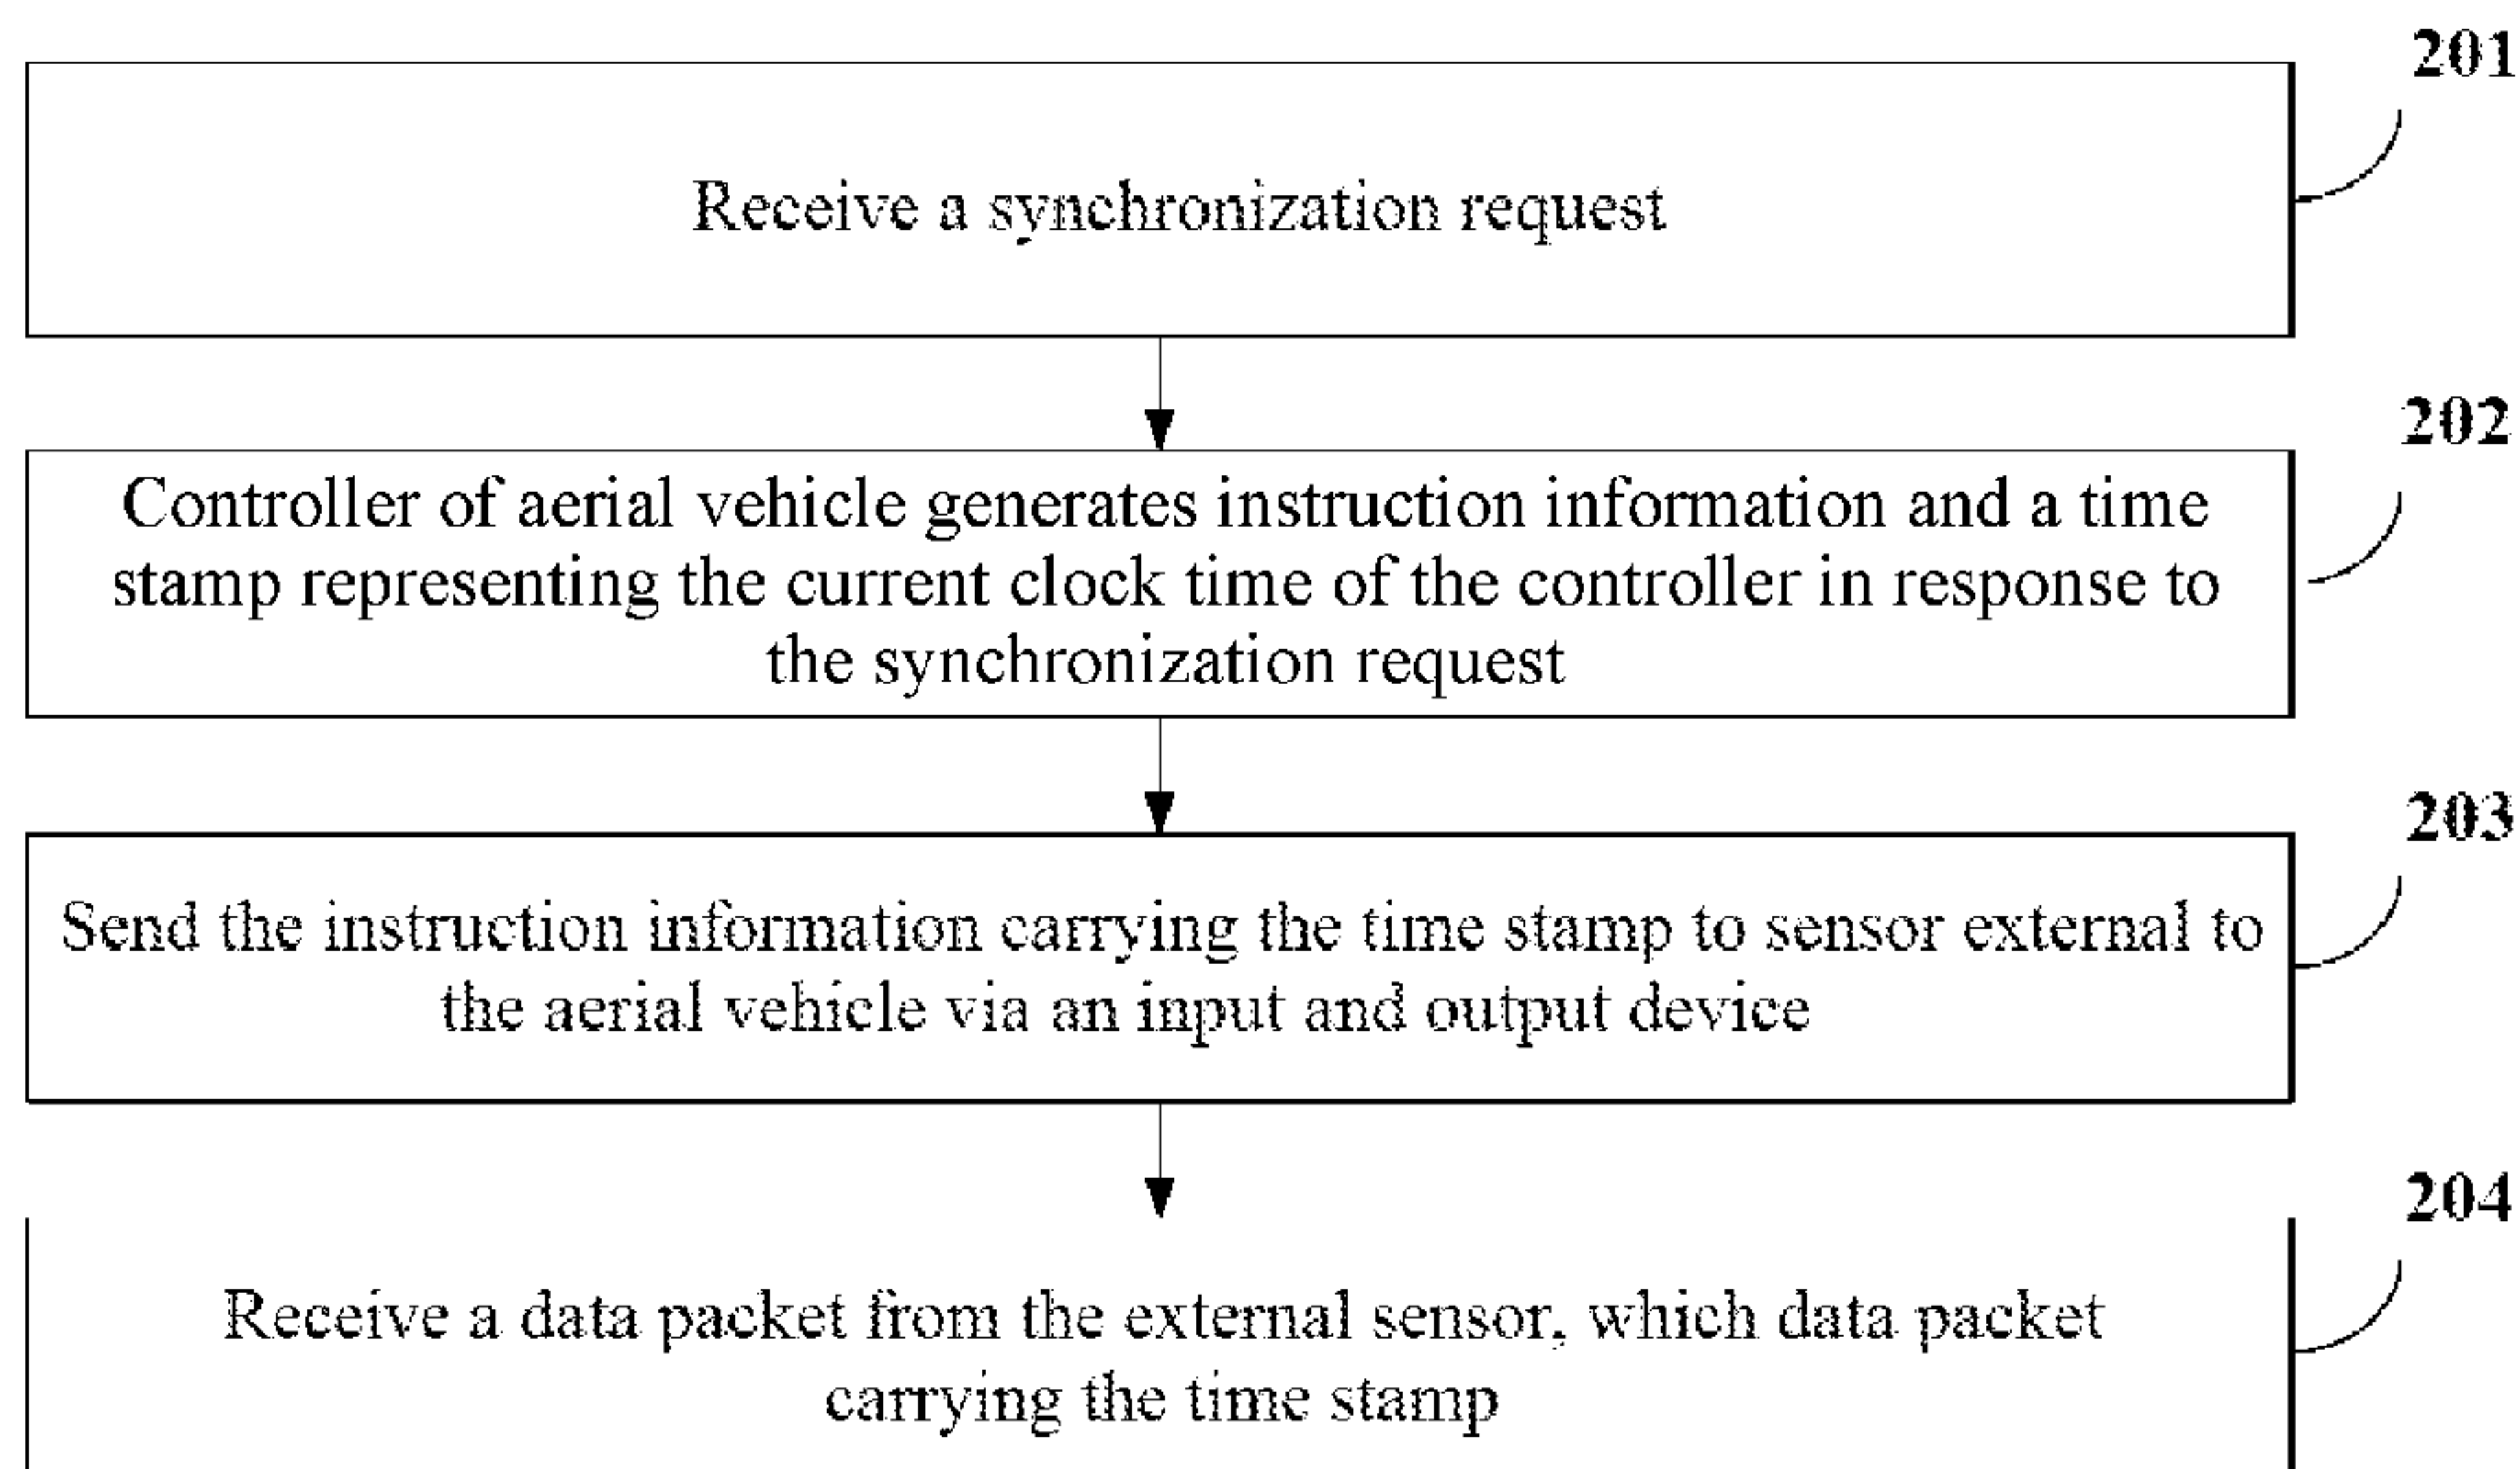 201
Receive a synchronization request
202
Controller of aerial vehicle generates instruction information and a time
stamp representing the current clock time of the controller in response to
the synchronization request
203
Send the instruction information carrying the time stamp to sensor external to
the aerial vehicle via an input and output device
204
Receive a data packet from the external sensor, which data packet
carrying the time stamp